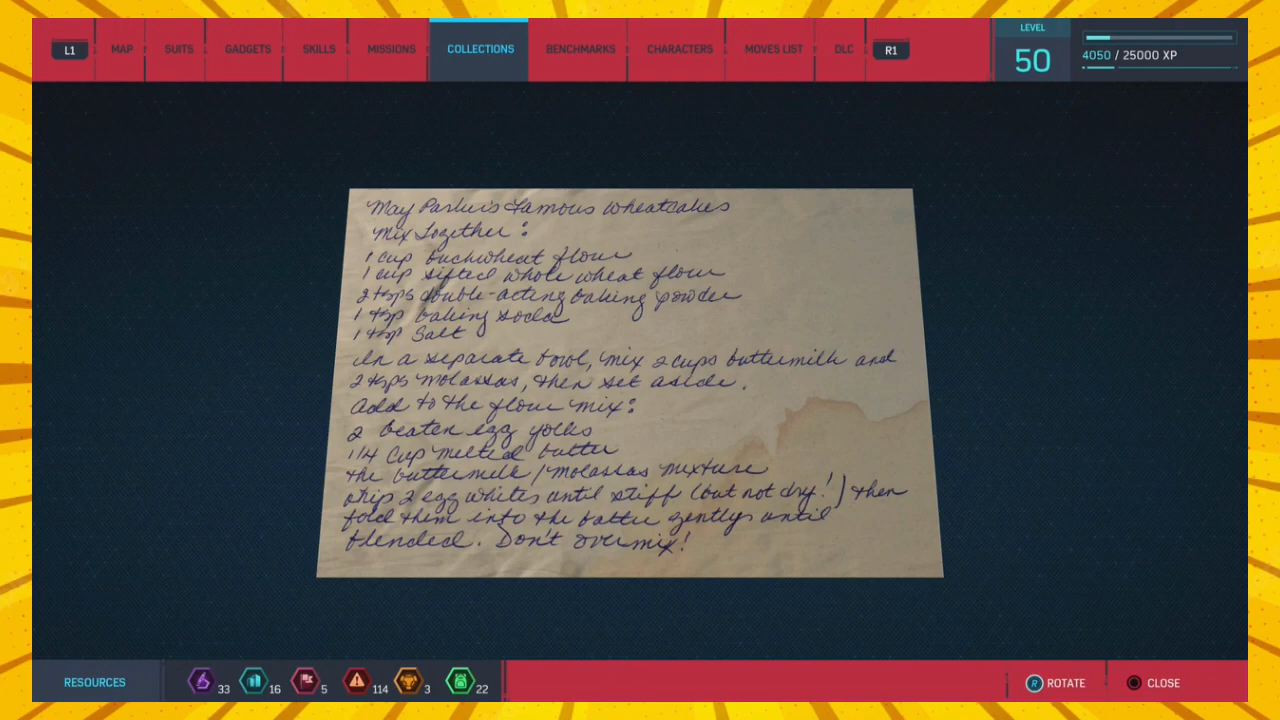 L1 MAP SUITS GADGETS SKILLS MISSIONS COLLECTIONS BENCHMARKS CHARACTERS MOVES LIST DLC R1
LEVEL
50
4050 / 25000 XP
May Parker's Famous Wheatcakes
Mix Together:
1 cup buckwheat flour
1 cup sifted whole wheat flour
2 tsps double-acting baking powder
1 tsp baking soda
1 tsp Salt
In a separate bowl, mix 2 cups buttermilk and
2 tsps molassas, then set aside.
Add to the flour mix:
2 beaten egg yolks
1/4 cup melted butter
the buttermilk/molassas mixture
whip 2 egg whites until stiff (but not dry!) then
fold them into the batter gently until
blended. Don't overmix!
RESOURCES 33 16 5 114 3 22
R ROTATE CLOSE